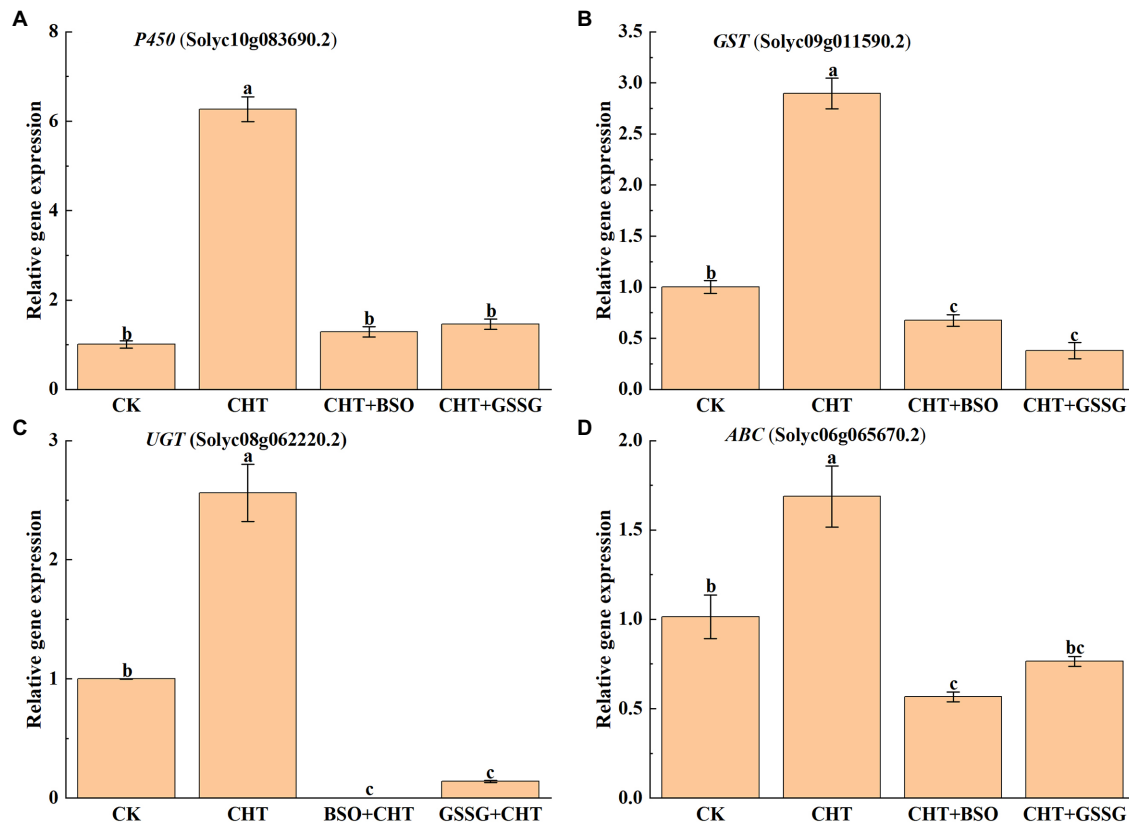 A
P450 (Solyc10g083690.2)
Relative gene expression
8
6
4
2
0
b
a
b
b
CK
CHT
CHT+BSO
CHT+GSSG
B
GST (Solyc09g011590.2)
Relative gene expression
3.5
3.0
2.5
2.0
1.5
1.0
0.5
0.0
b
a
c
c
CK
CHT
CHT+BSO
CHT+GSSG
C
UGT (Solyc08g062220.2)
Relative gene expression
3
2
1
0
b
a
c
c
CK
CHT
BSO+CHT
GSSG+CHT
D
ABC (Solyc06g065670.2)
Relative gene expression
2.0
1.5
1.0
0.5
0.0
b
a
c
bc
CK
CHT
CHT+BSO
CHT+GSSG